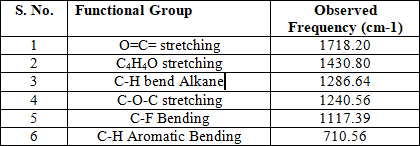 S. No. Functional Group Observed Frequency (cm-1)
1 O=C= stretching 1718.20
2 C₄H₄O stretching 1430.80
3 C-H bend Alkane 1286.64
4 C-O-C stretching 1240.56
5 C-F Bending 1117.39
6 C-H Aromatic Bending 710.56